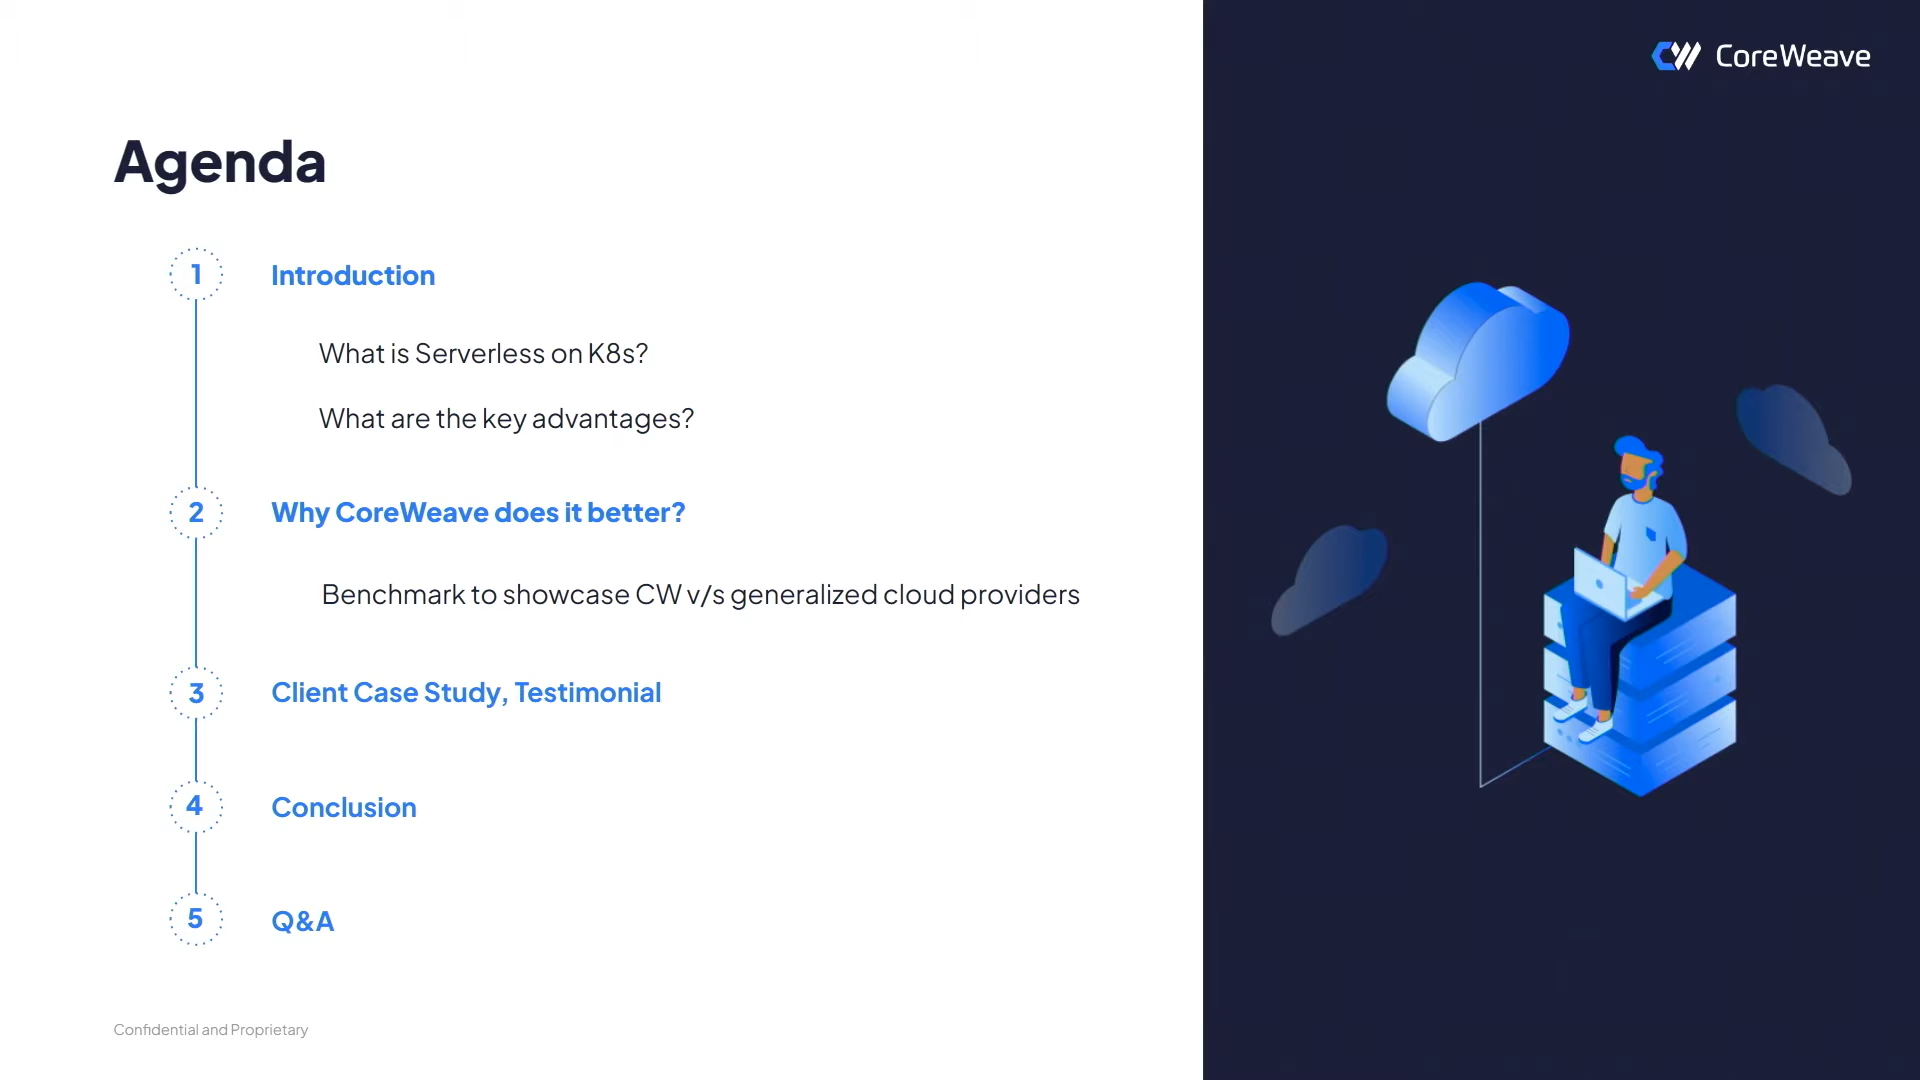 CoreWeave
Agenda
1 Introduction
What is Serverless on K8s?
What are the key advantages?
2 Why CoreWeave does it better?
Benchmark to showcase CW v/s generalized cloud providers
3 Client Case Study, Testimonial
4 Conclusion
5 Q&A
Confidential and Proprietary